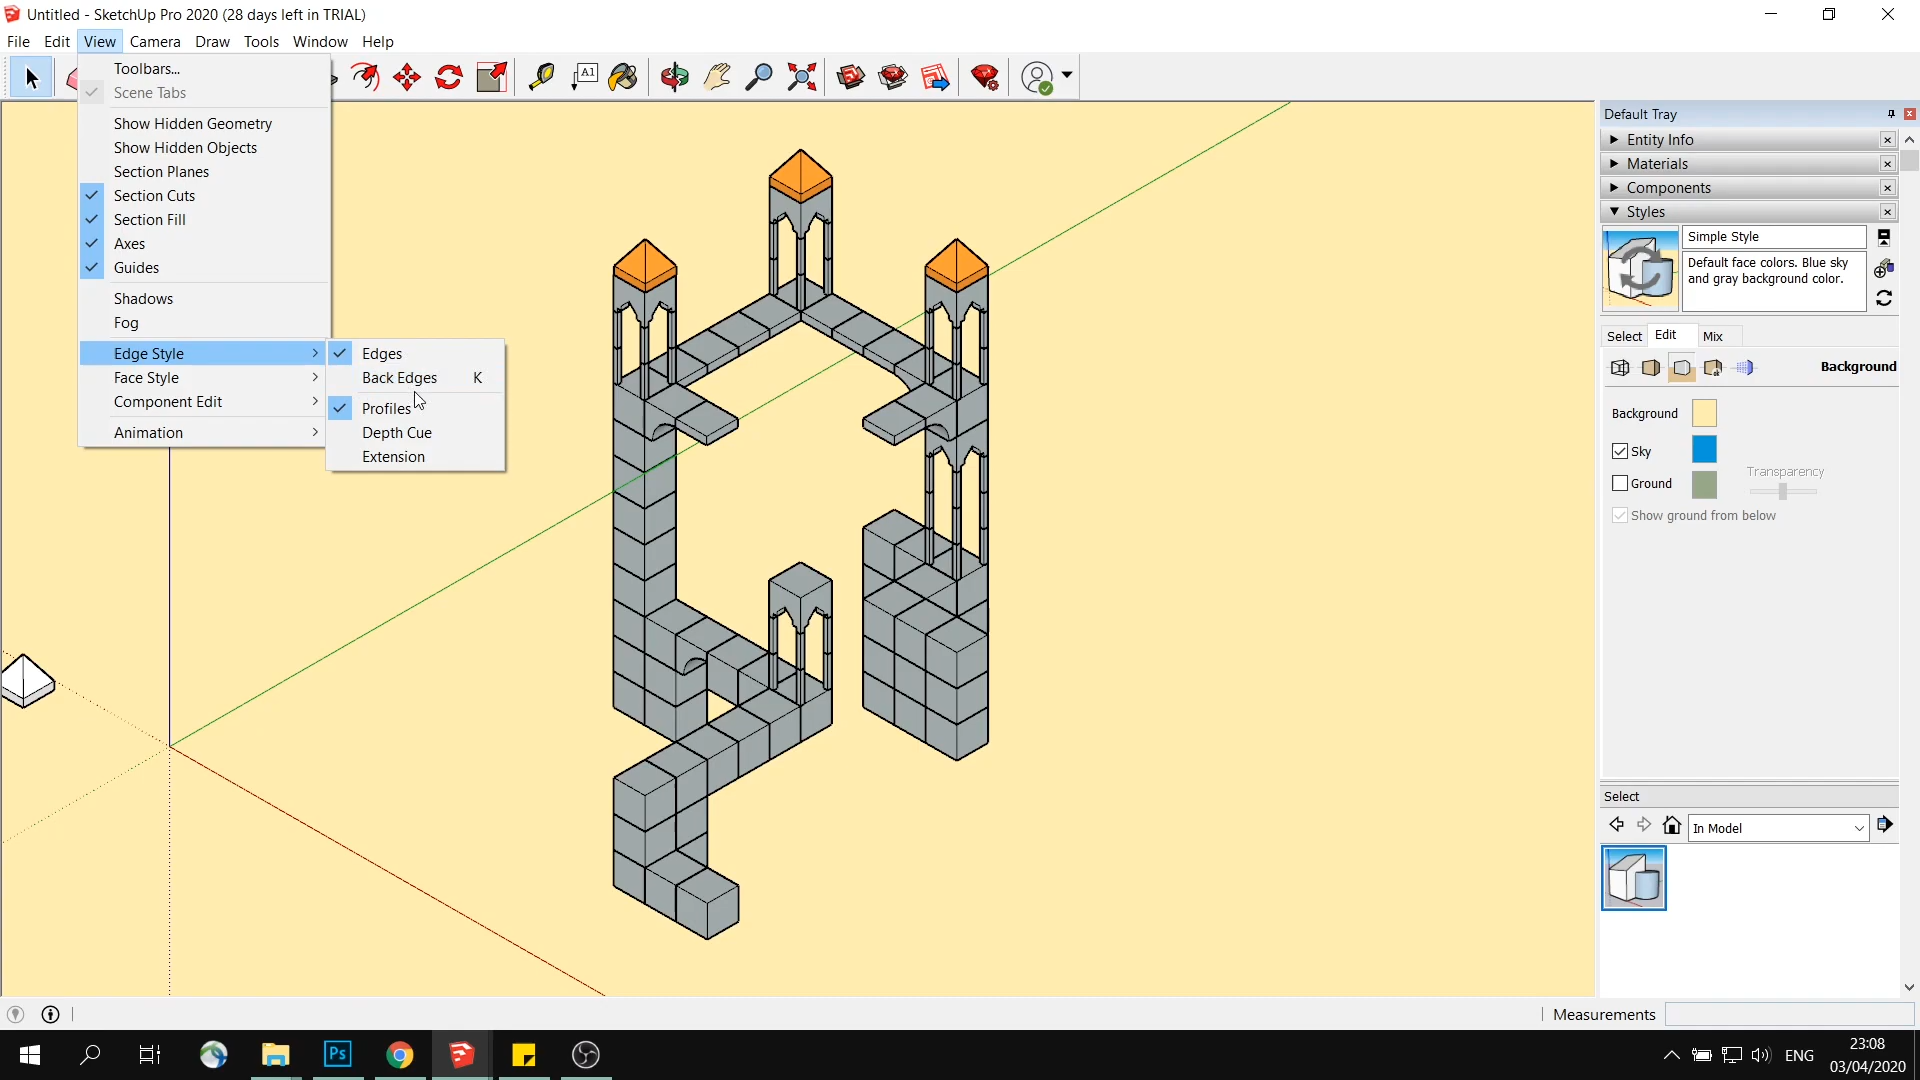 Untitled - SketchUp Pro 2020 (28 days left in TRIAL)
File Edit View Camera Draw Tools Window Help
Toolbars...
Scene Tabs
Show Hidden Geometry
Show Hidden Objects
Section Planes
Section Cuts
Section Fill
Axes
Guides
Shadows
Fog
Edge Style
Face Style
Component Edit
Animation
Edges
Back Edges K
Profiles
Depth Cue
Extension
A1
Default Tray
Entity Info
Materials
Components
Styles
Simple Style
Default face colors. Blue sky
and gray background color.
Select Edit Mix
Background
Background
Sky
Transparency
Ground
Show ground from below
Select
In Model
Measurements
Ps
ENG
23:08
03/04/2020